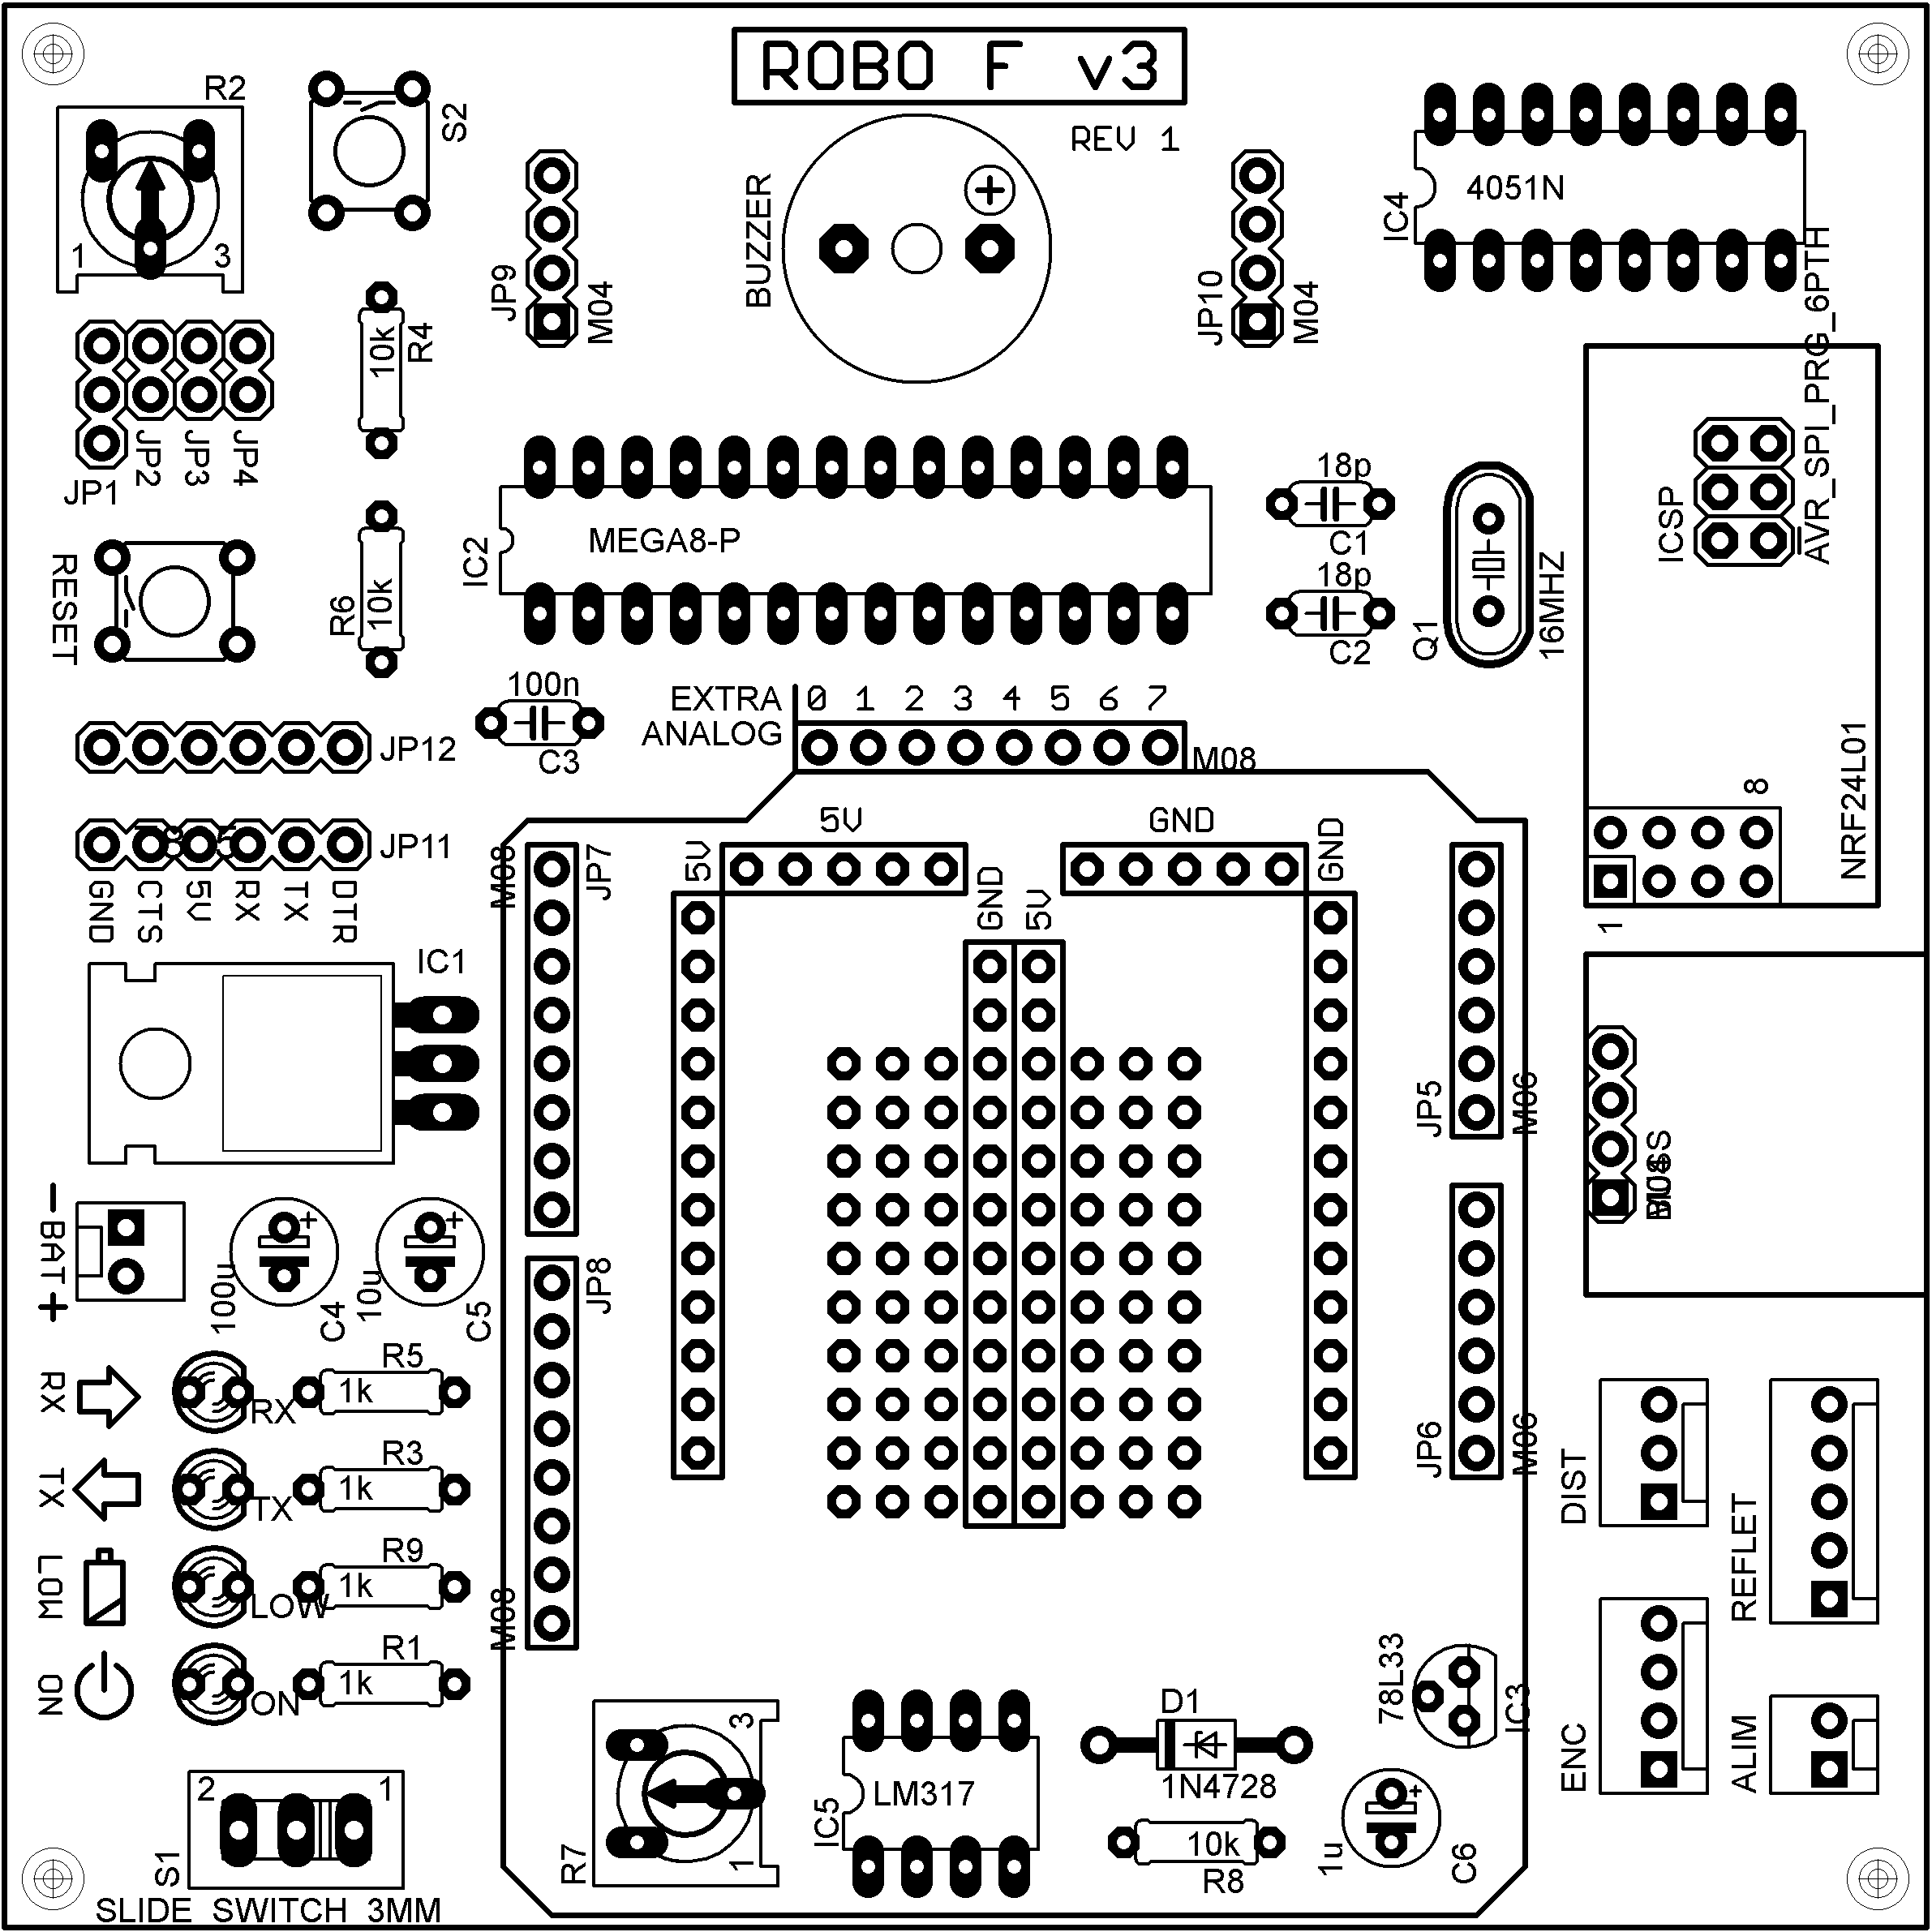 ROBO F v3
REV 1
R2
1
3
S2
JP9
M04
BUZZER
JP10
M04
IC4
4051N
10k
R4
JP1
JP2
JP3
JP4
IC2
MEGA8-P
18p
C1
18p
C2
Q1
16MHZ
ICSP
AVR_SPI_PRG_6PTH
RESET
R6
10k
100n
C3
EXTRA
ANALOG
0 1 2 3 4 5 6 7
M08
JP12
JP11
GND
CTS
5V
RX
TX
DTR
NRF24L01
8
1
M08
JP7
5V
5V
GND
GND
GND
5V
IC1
JP5
M06
-BAT+
100u
C4
10u
C5
JP8
M08
JP6
M06
RX
RX
R5
1k
TX
TX
R3
1k
LOW
LOW
R9
1k
ON
ON
R1
1k
DIST
REFLET
ENC
ALIM
78L33
IC3
D1
1N4728
R7
3
1
IC5
LM317
10k
R8
1u
C6
2
1
S1
SLIDE SWITCH 3MM